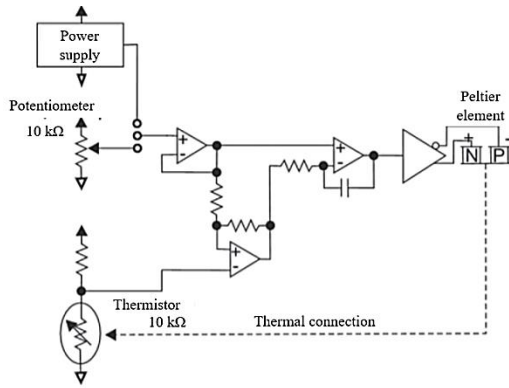 Power
supply
Potentiometer
10 kΩ
+
-
+
-
Peltier
element
+
-
N
P
+
-
Thermistor
10 kΩ
Thermal connection